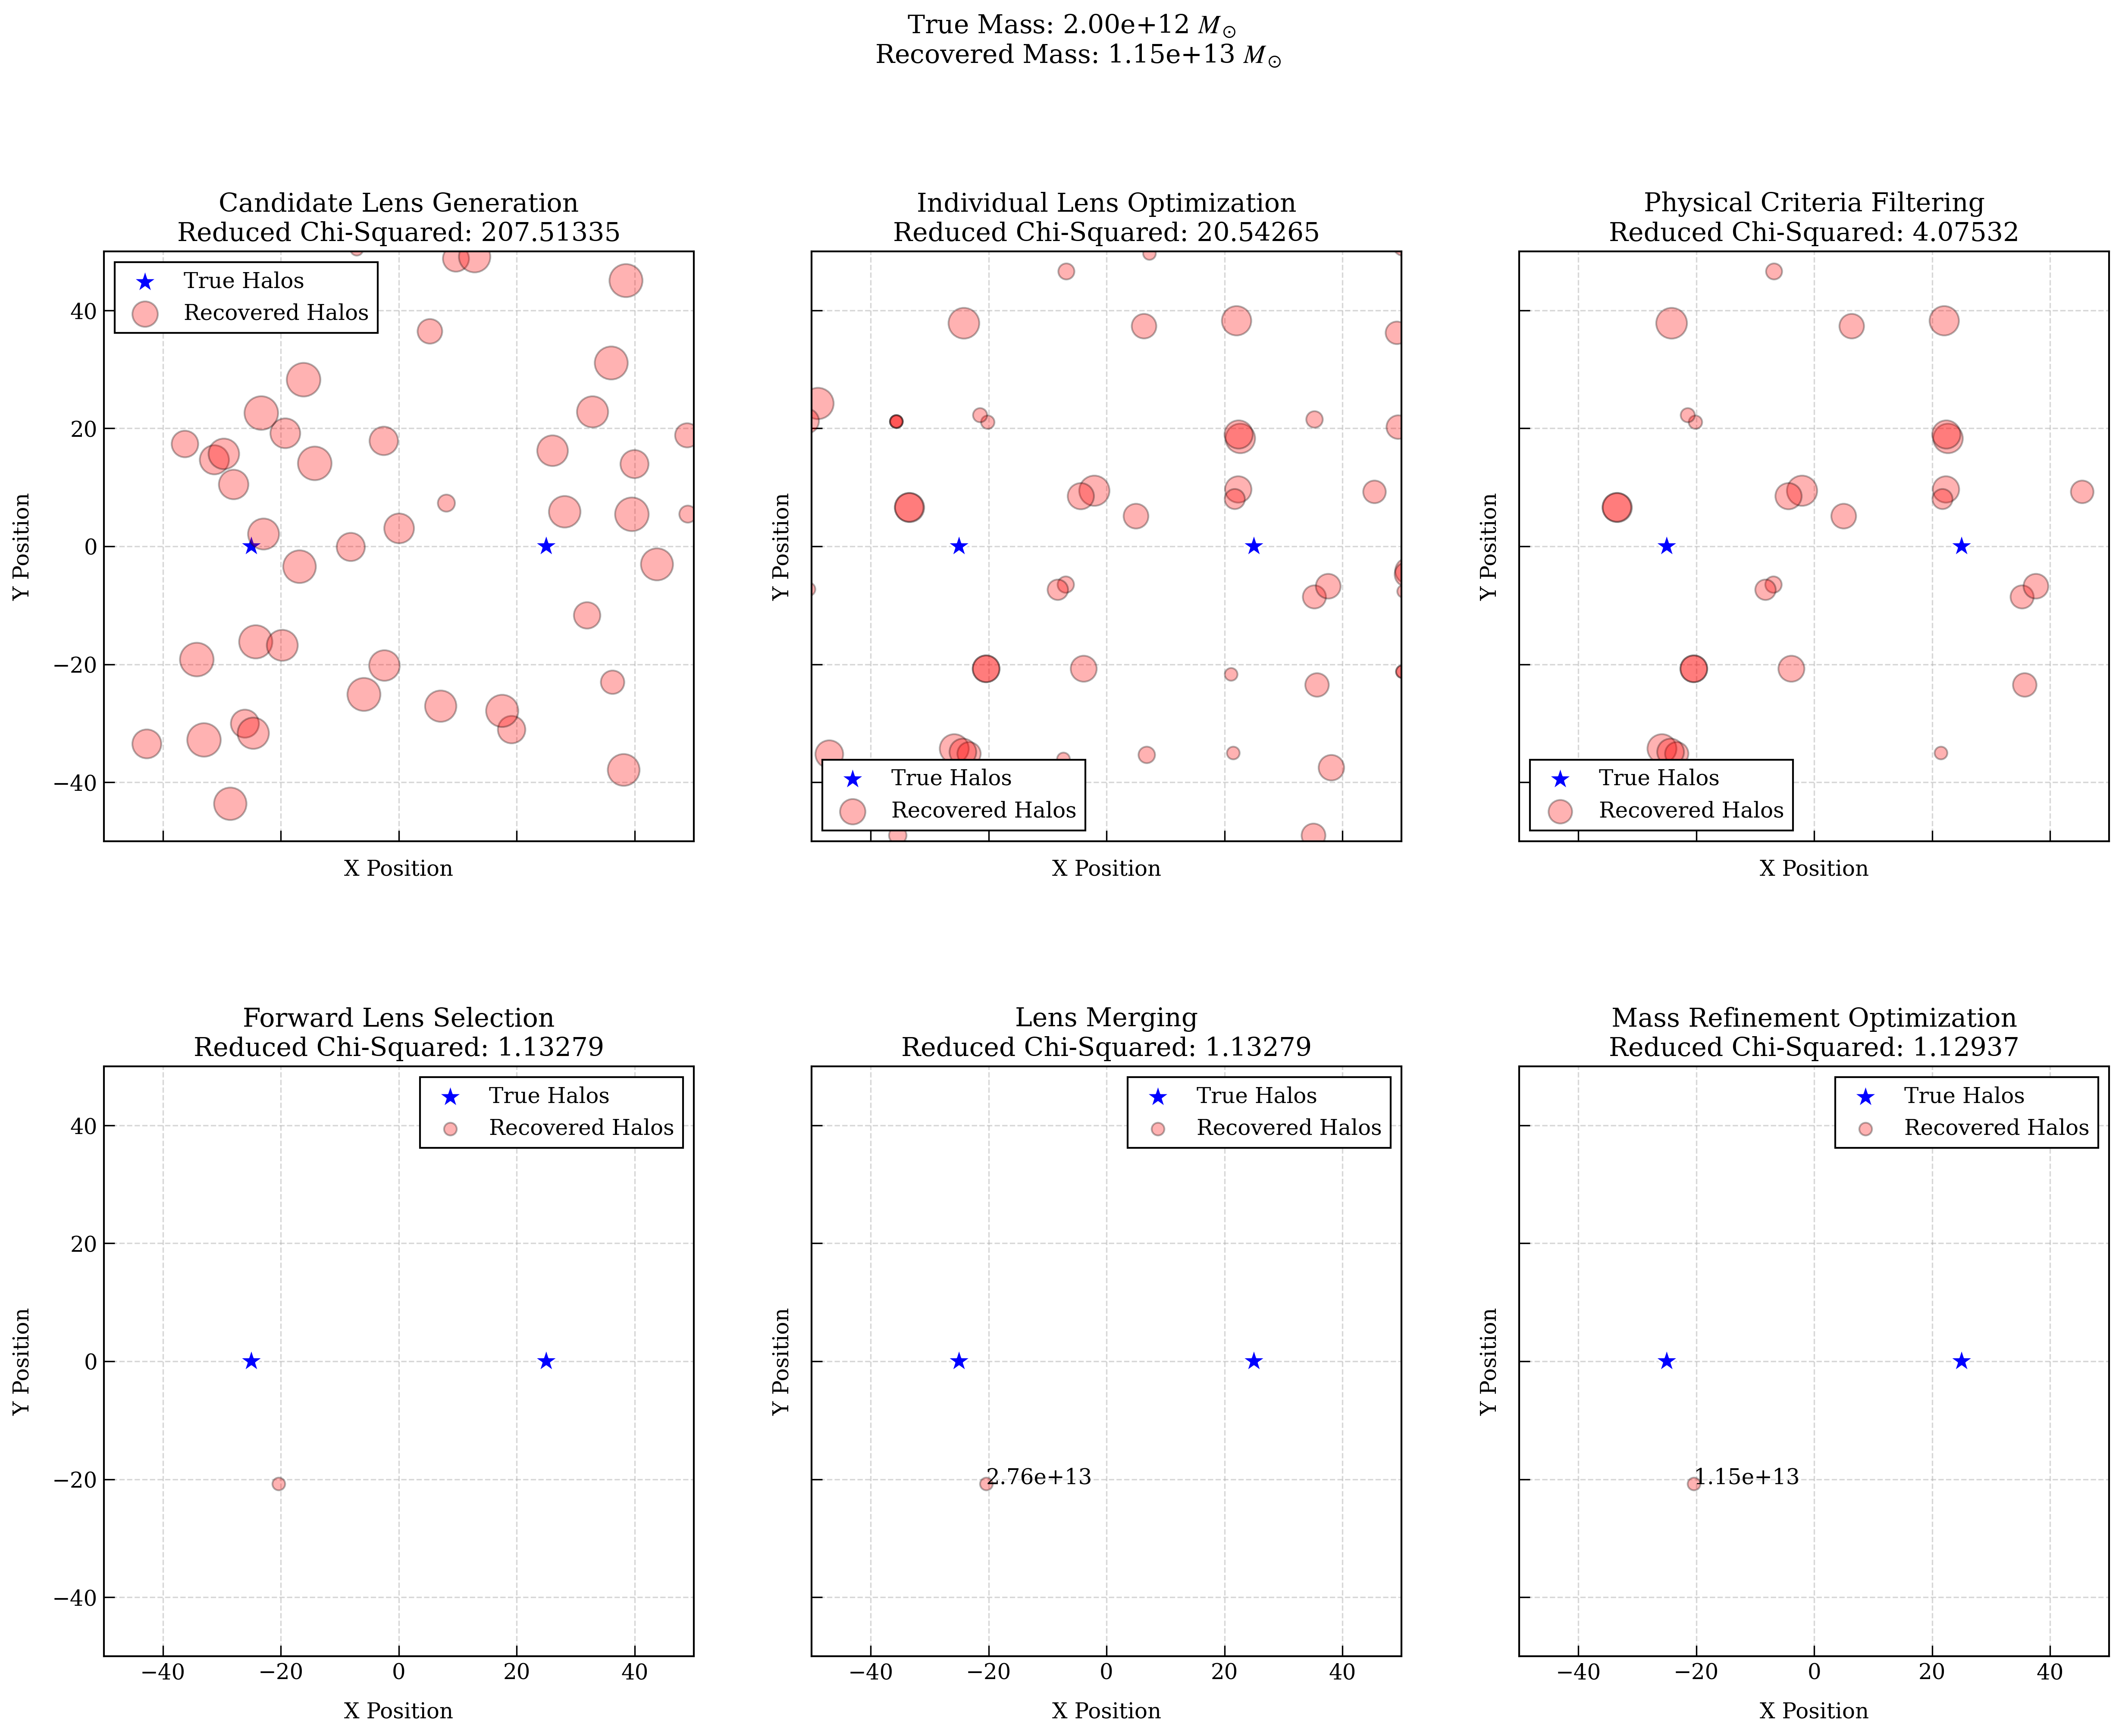 True Mass: 2.00e+12 M⊙
Recovered Mass: 1.15e+13 M⊙
Candidate Lens Generation
Reduced Chi-Squared: 207.51335
True Halos
Recovered Halos
40
20
0
−20
−40
Y Position
X Position
Individual Lens Optimization
Reduced Chi-Squared: 20.54265
True Halos
Recovered Halos
Y Position
X Position
Physical Criteria Filtering
Reduced Chi-Squared: 4.07532
True Halos
Recovered Halos
Y Position
X Position
Forward Lens Selection
Reduced Chi-Squared: 1.13279
True Halos
Recovered Halos
40
20
0
−20
−40
Y Position
−40 −20 0 20 40
X Position
Lens Merging
Reduced Chi-Squared: 1.13279
True Halos
Recovered Halos
2.76e+13
Y Position
−40 −20 0 20 40
X Position
Mass Refinement Optimization
Reduced Chi-Squared: 1.12937
True Halos
Recovered Halos
1.15e+13
Y Position
−40 −20 0 20 40
X Position